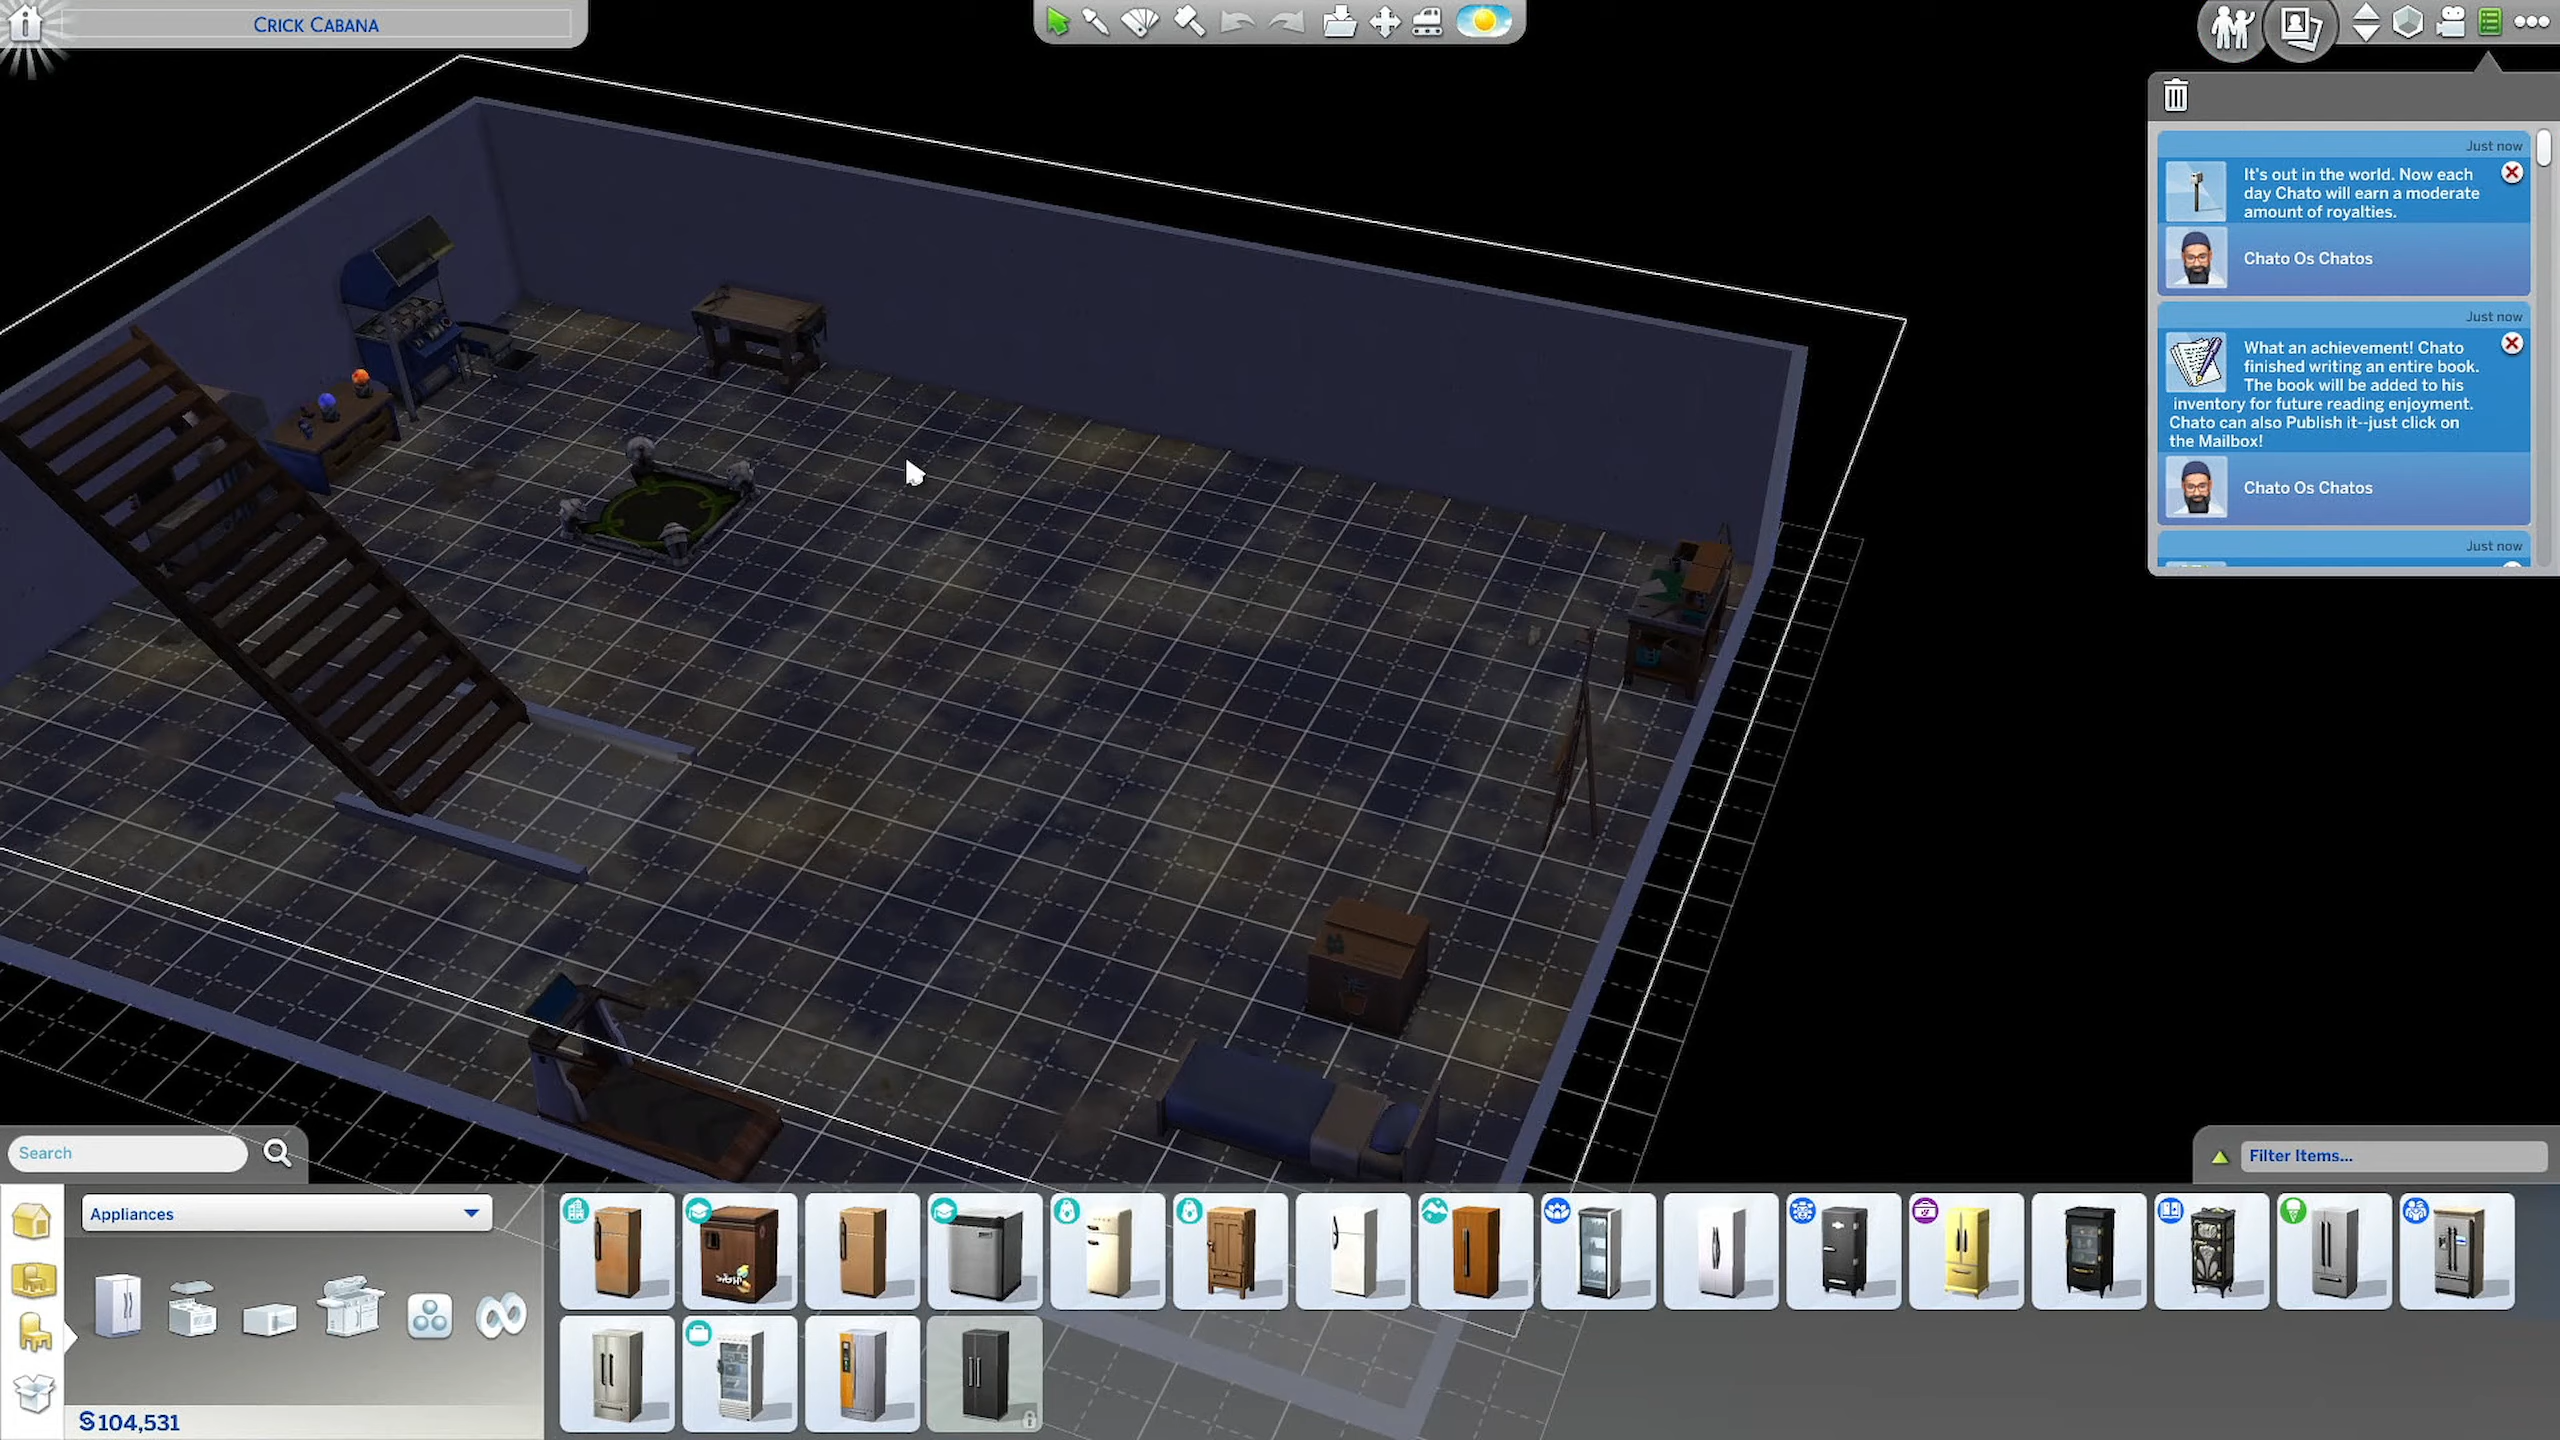 CRICK CABANA
Just now
It's out in the world. Now each
day Chato will earn a moderate
amount of royalties.
Chato Os Chatos
Just now
What an achievement! Chato
finished writing an entire book.
The book will be added to his
inventory for future reading enjoyment.
Chato can also Publish it--just click on
the Mailbox!
Chato Os Chatos
Just now
Search
Filter Items...
Appliances
§104,531